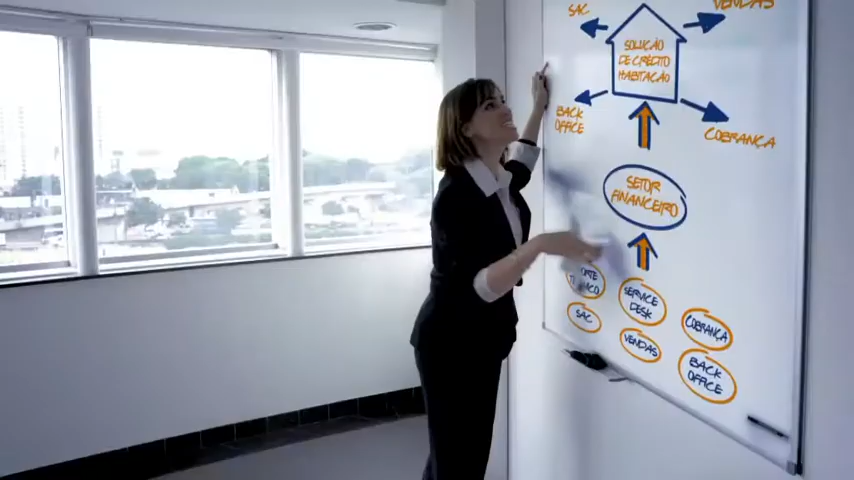 SAC
VENDAS
SOLUÇÃO
DE CRÉDITO
HABITAÇÃO
BACK
OFFICE
COBRANÇA
SETOR
FINANCEIRO
SERVICE
DESK
SAC
VENDAS
COBRANÇA
BACK
OFFICE